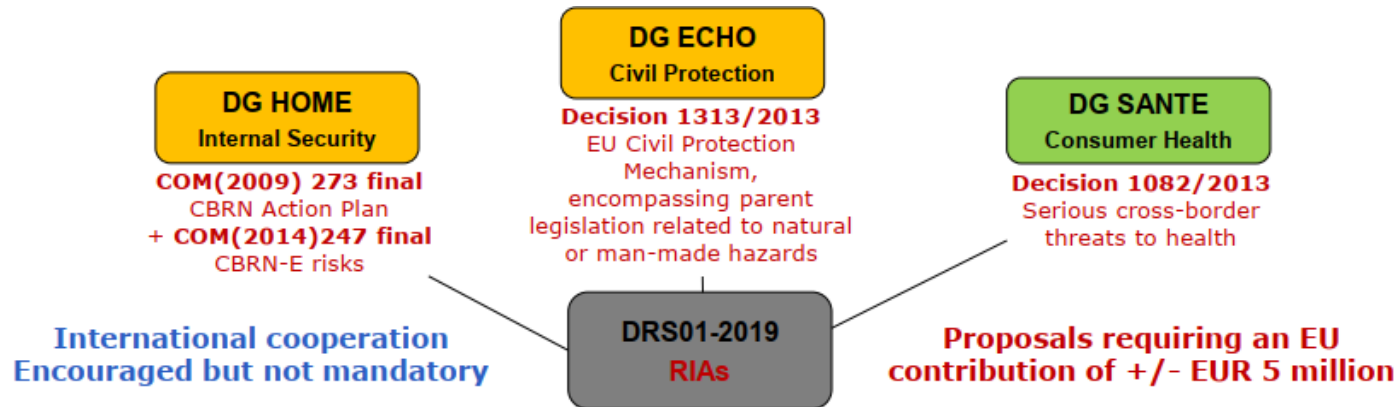 DG ECHO
Civil Protection
DG HOME
Internal Security
DG SANTE
Consumer Health
Decision 1313/2013
EU Civil Protection
Mechanism,
encompassing parent
legislation related to natural
or man-made hazards
COM(2009) 273 final
CBRN Action Plan
+ COM(2014)247 final
CBRN-E risks
Decision 1082/2013
Serious cross-border
threats to health
DRS01-2019
RIAs
International cooperation
Encouraged but not mandatory
Proposals requiring an EU
contribution of +/- EUR 5 million